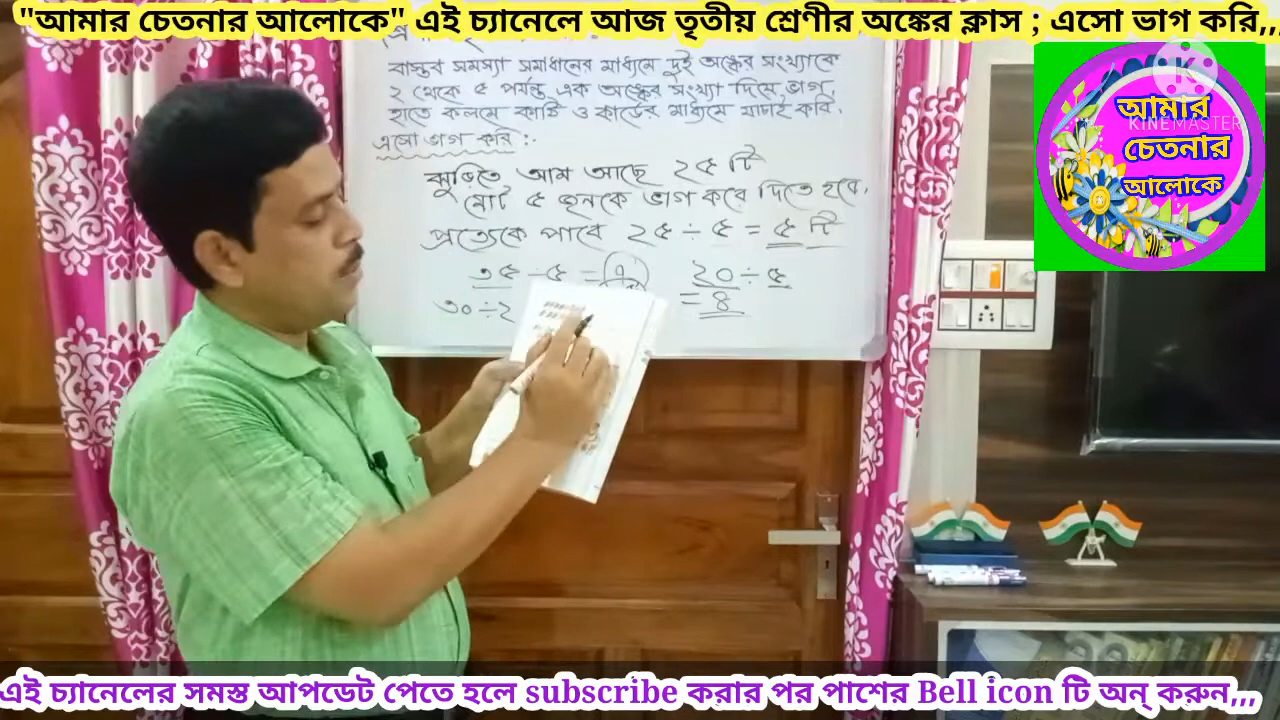 "আমার চেতনার আলোকে" এই চ্যানেলে আজ তৃতীয় শ্রেণীর অঙ্কের ক্লাস ; এসো ভাগ করি,,,
বাস্তব সমস্যা সমাধানের মাধ্যমে দুই অঙ্কের সংখ্যাকে
২ থেকে ৫ পর্যন্ত এক অঙ্কের সংখ্যা দিয়ে ভাগ
হাতে কলমে কাঠি ও কার্ডের মাধ্যমে যাচাই করি.
এসো ভাগ করি :-
ঝুড়িতে আম আছে ২৫ টি
মোট ৫ জনকে ভাগ করে দিতে হবে.
প্রত্যেকে পাবে ২৫ ÷ ৫ = ৫ টি
৩৫ ÷ ৫ = ৭
২০ ÷ ৫
= ৪
৩০ ÷ ২
আমার
KINEMASTER
চেতনার
আলোকে
এই চ্যানেলের সমস্ত আপডেট পেতে হলে subscribe করার পর পাশের Bell icon টি অন্ করুন,,,